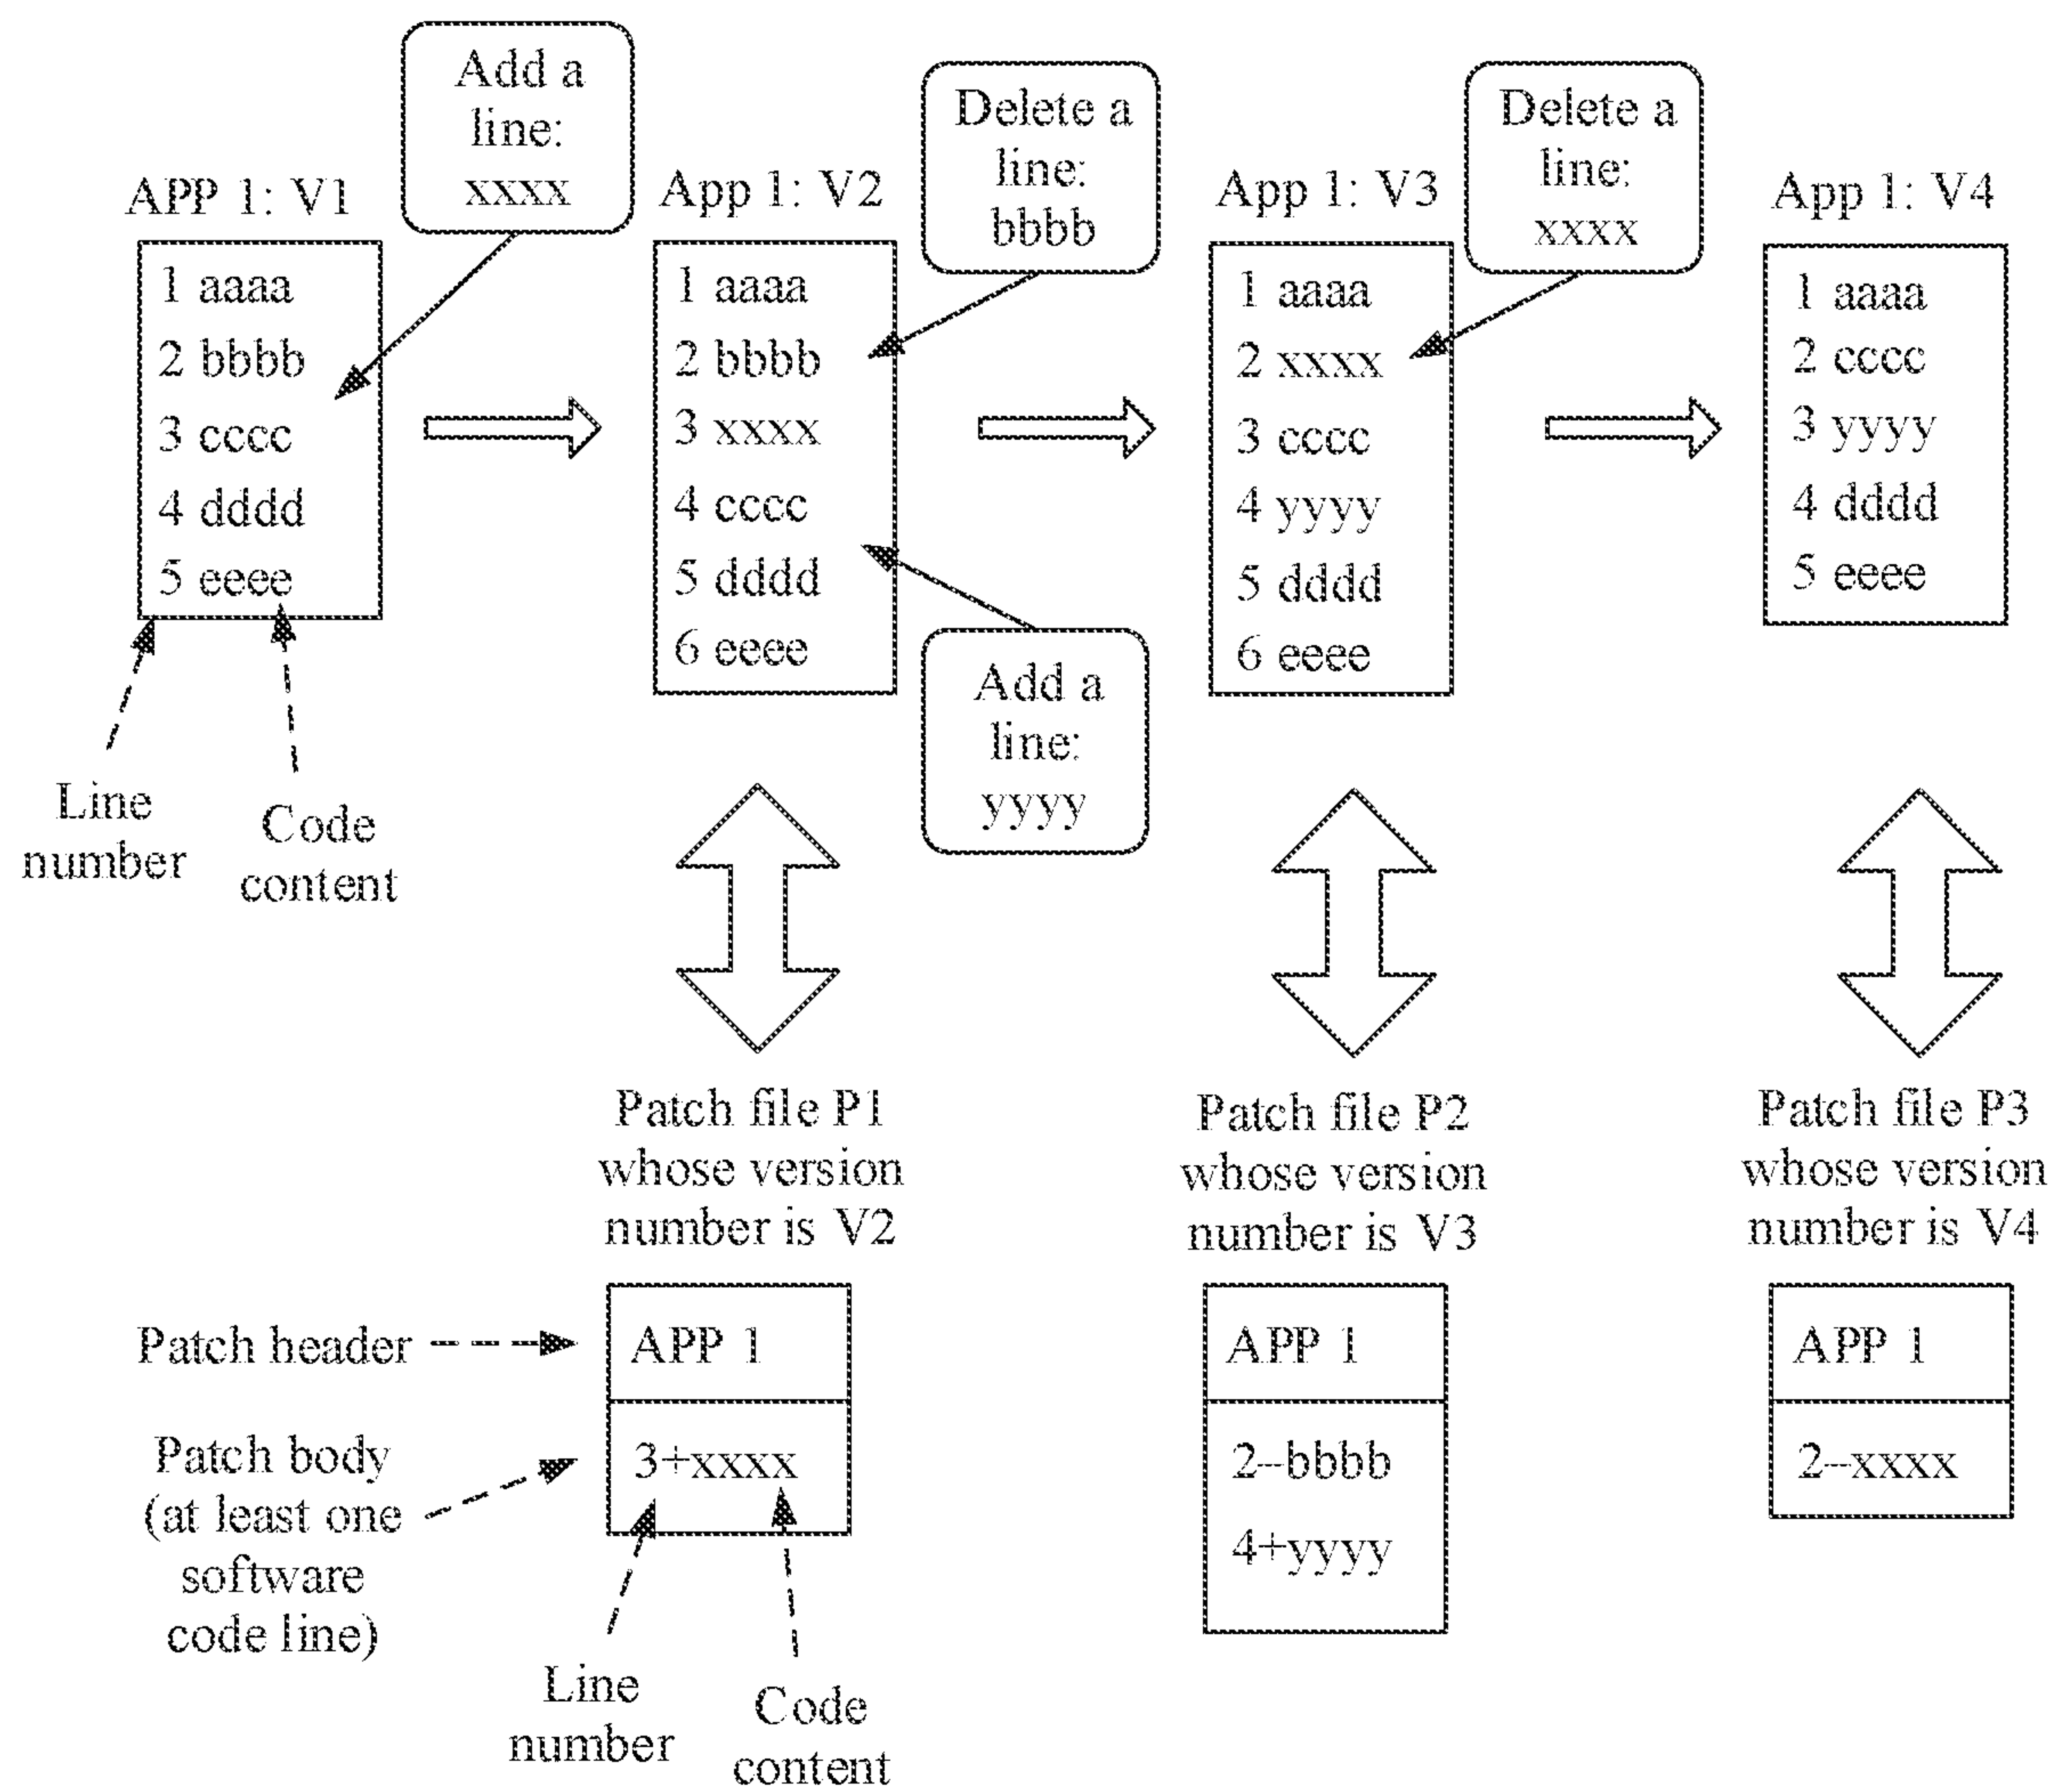 Add a
line:
xxxx
Delete a
line:
bbbb
Delete a
line:
xxxx
APP 1: V1
App 1: V2
App 1: V3
App 1: V4
1 aaaa
2 bbbb
3 cccc
4 dddd
5 eeee
1 aaaa
2 bbbb
3 xxxx
4 cccc
5 dddd
6 eeee
1 aaaa
2 xxxx
3 cccc
4 yyyy
5 dddd
6 eeee
1 aaaa
2 cccc
3 yyyy
4 dddd
5 eeee
Add a
line:
yyyy
Line
number
Code
content
Patch file P1
whose version
number is V2
Patch file P2
whose version
number is V3
Patch file P3
whose version
number is V4
Patch header
APP 1
APP 1
APP 1
Patch body
(at least one
software
code line)
3+xxxx
2--bbbb
4+yyyy
2--xxxx
Line
number
Code
content